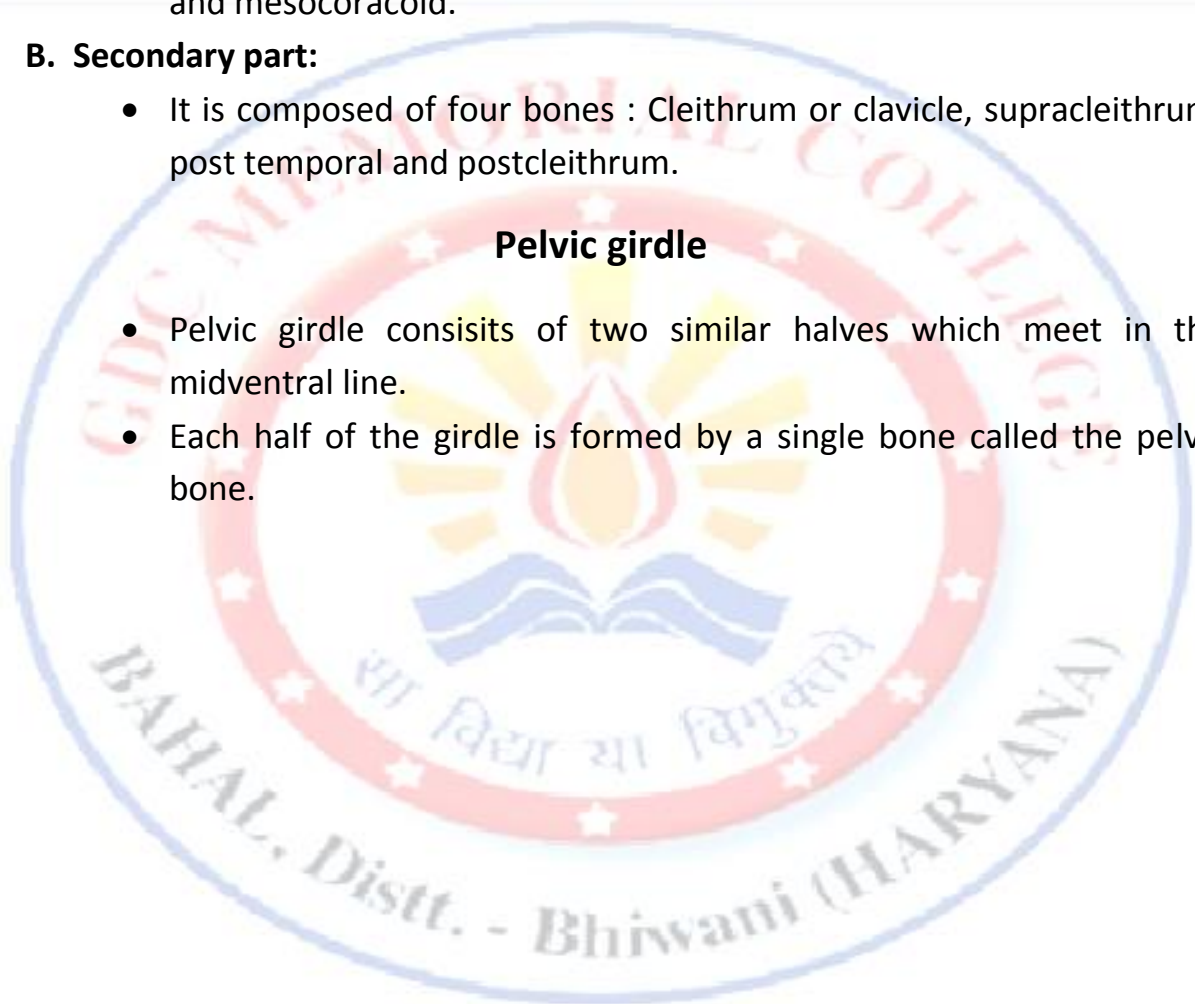 and mesocoracoid.
B. Secondary part:
• It is composed of four bones : Cleithrum or clavicle, supracleithrum
post temporal and postcleithrum.
Pelvic girdle
• Pelvic girdle consisits of two similar halves which meet in th
midventral line.
• Each half of the girdle is formed by a single bone called the pelv
bone.
GDC MEMORIAL COLLEGE
सा विद्या या विमुक्तये
BAHAL, Distt. - Bhiwani (HARYANA)